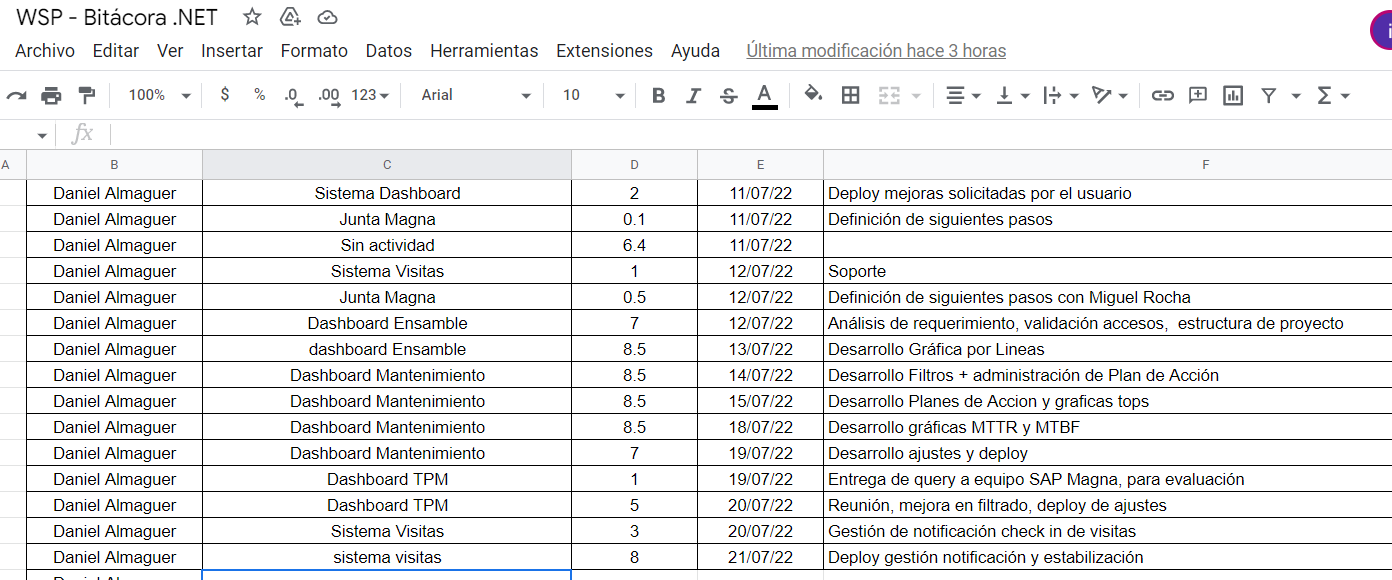 WSP - Bitácora .NET
Archivo Editar Ver Insertar Formato Datos Herramientas Extensiones Ayuda Última modificación hace 3 horas
100% $ % .0 .00 123 Arial 10 B I S A
fx
A B C D E F
Daniel Almaguer Sistema Dashboard 2 11/07/22 Deploy mejoras solicitadas por el usuario
Daniel Almaguer Junta Magna 0.1 11/07/22 Definición de siguientes pasos
Daniel Almaguer Sin actividad 6.4 11/07/22
Daniel Almaguer Sistema Visitas 1 12/07/22 Soporte
Daniel Almaguer Junta Magna 0.5 12/07/22 Definición de siguientes pasos con Miguel Rocha
Daniel Almaguer Dashboard Ensamble 7 12/07/22 Análisis de requerimiento, validación accesos,  estructura de proyecto
Daniel Almaguer dashboard Ensamble 8.5 13/07/22 Desarrollo Gráfica por Lineas
Daniel Almaguer Dashboard Mantenimiento 8.5 14/07/22 Desarrollo Filtros + administración de Plan de Acción
Daniel Almaguer Dashboard Mantenimiento 8.5 15/07/22 Desarrollo Planes de Accion y graficas tops
Daniel Almaguer Dashboard Mantenimiento 8.5 18/07/22 Desarrollo gráficas MTTR y MTBF
Daniel Almaguer Dashboard Mantenimiento 7 19/07/22 Desarrollo ajustes y deploy
Daniel Almaguer Dashboard TPM 1 19/07/22 Entrega de query a equipo SAP Magna, para evaluación
Daniel Almaguer Dashboard TPM 5 20/07/22 Reunión, mejora en filtrado, deploy de ajustes
Daniel Almaguer Sistema Visitas 3 20/07/22 Gestión de notificación check in de visitas
Daniel Almaguer sistema visitas 8 21/07/22 Deploy gestión notificación y estabilización